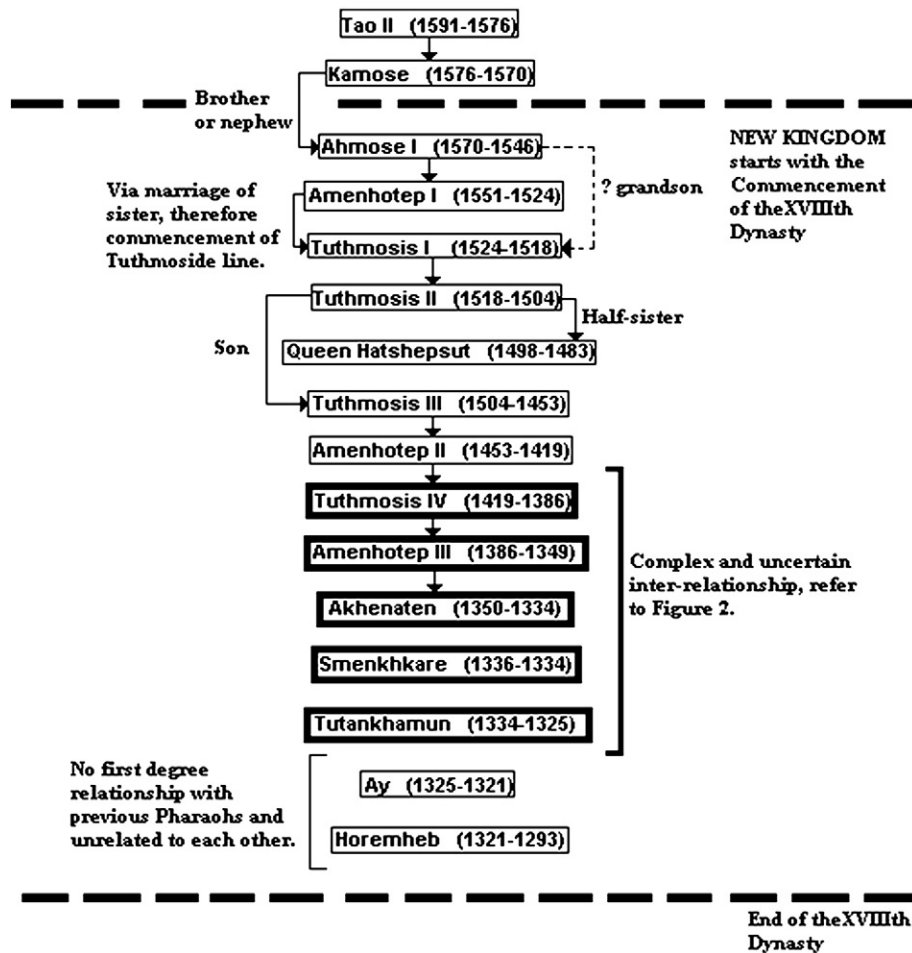 Tao II (1591-1576)
Kamose (1576-1570)
Brother
or nephew
Ahmose I (1570-1546)
NEW KINGDOM
starts with the
Commencement
of theXVIIIth
Dynasty
? grandson
Via marriage of
sister, therefore
commencement of
Tuthmoside line.
Amenhotep I (1551-1524)
Tuthmosis I (1524-1518)
Tuthmosis II (1518-1504)
Half-sister
Son
Queen Hatshepsut (1498-1483)
Tuthmosis III (1504-1453)
Amenhotep II (1453-1419)
Tuthmosis IV (1419-1386)
Amenhotep III (1386-1349)
Complex and uncertain
inter-relationship, refer
to Figure 2.
Akhenaten (1350-1334)
Smenkhkare (1336-1334)
Tutankhamun (1334-1325)
No first degree
relationship with
previous Pharaohs and
unrelated to each other.
Ay (1325-1321)
Horemheb (1321-1293)
End of theXVIIIth
Dynasty